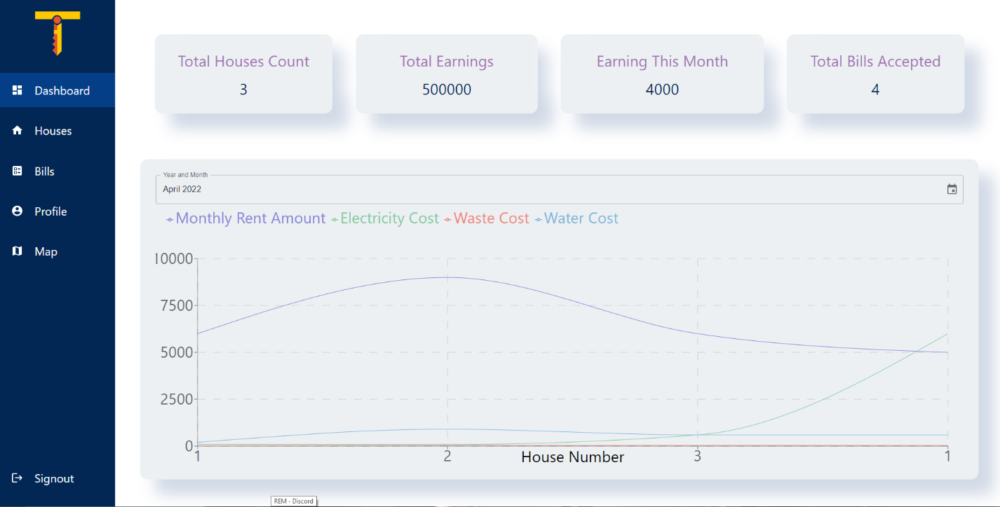 Dashboard
Houses
Bills
Profile
Map
Signout
Total Houses Count
3
Total Earnings
500000
Earning This Month
4000
Total Bills Accepted
4
Year and Month
April 2022
Monthly Rent Amount Electricity Cost Waste Cost Water Cost
10000
7500
5000
2500
0
1 2 House Number 3 1
REM - Discord